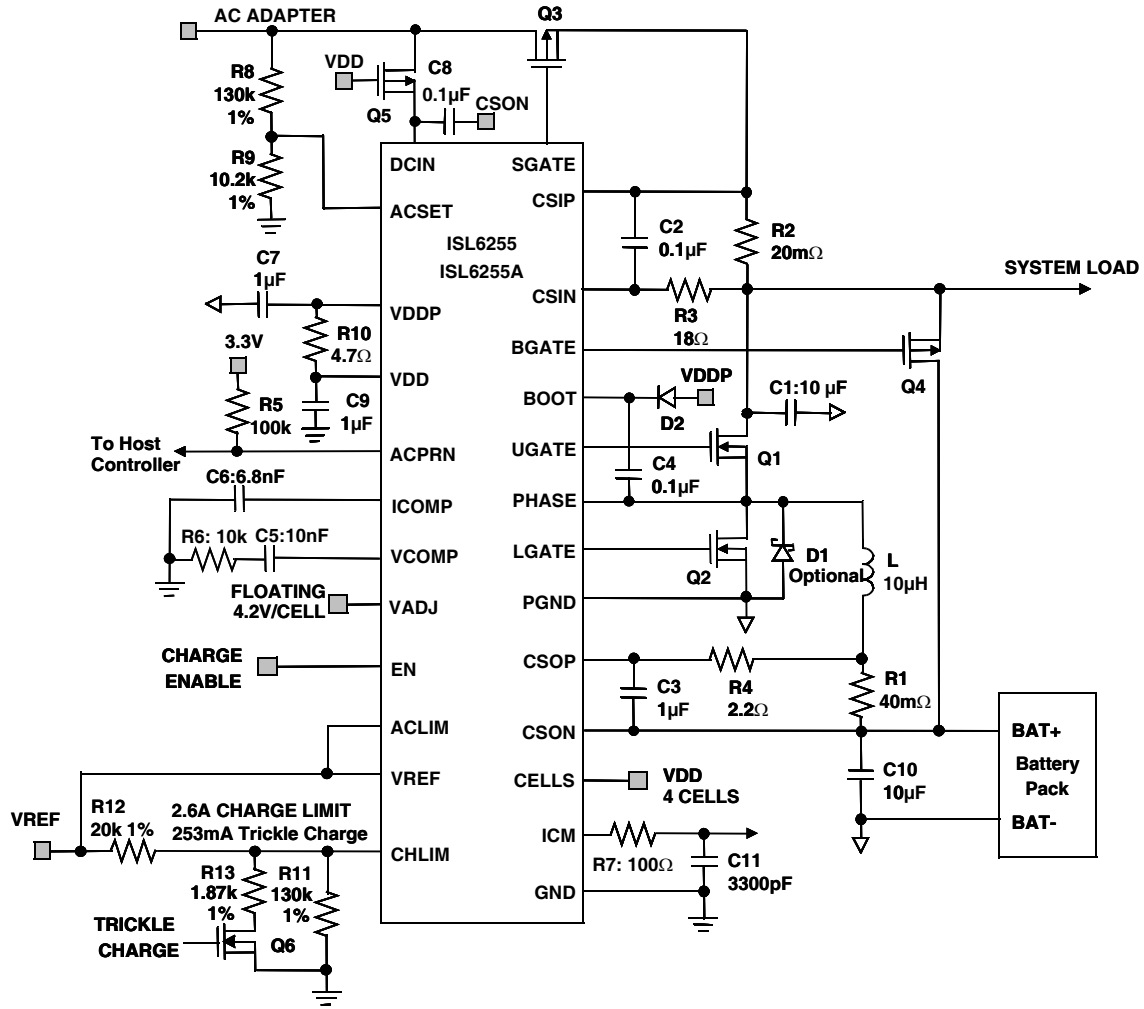 AC ADAPTER
Q3
VDD
C8
0.1µF
Q5
CSON
R8
130k
1%
R9
10.2k
1%
DCIN
SGATE
ACSET
CSIP
ISL6255
ISL6255A
C2
0.1µF
R2
20mΩ
C7
1µF
SYSTEM LOAD
CSIN
R3
18Ω
VDDP
R10
4.7Ω
3.3V
BGATE
Q4
VDD
C9
1µF
R5
100k
BOOT
VDDP
D2
C1:10 µF
To Host
Controller
ACPRN
UGATE
Q1
C4
0.1µF
C6:6.8nF
ICOMP
PHASE
R6: 10k
C5:10nF
VCOMP
LGATE
Q2
D1
Optional
L
10µH
FLOATING
4.2V/CELL
VADJ
PGND
CHARGE
ENABLE
EN
CSOP
C3
1µF
R4
2.2Ω
R1
40mΩ
ACLIM
CSON
BAT+
Battery
Pack
BAT-
C10
10µF
VREF
CELLS
VDD
4 CELLS
VREF
R12
20k 1%
2.6A CHARGE LIMIT
253mA Trickle Charge
CHLIM
ICM
R7: 100Ω
C11
3300pF
GND
R13
1.87k
1%
R11
130k
1%
TRICKLE
CHARGE
Q6